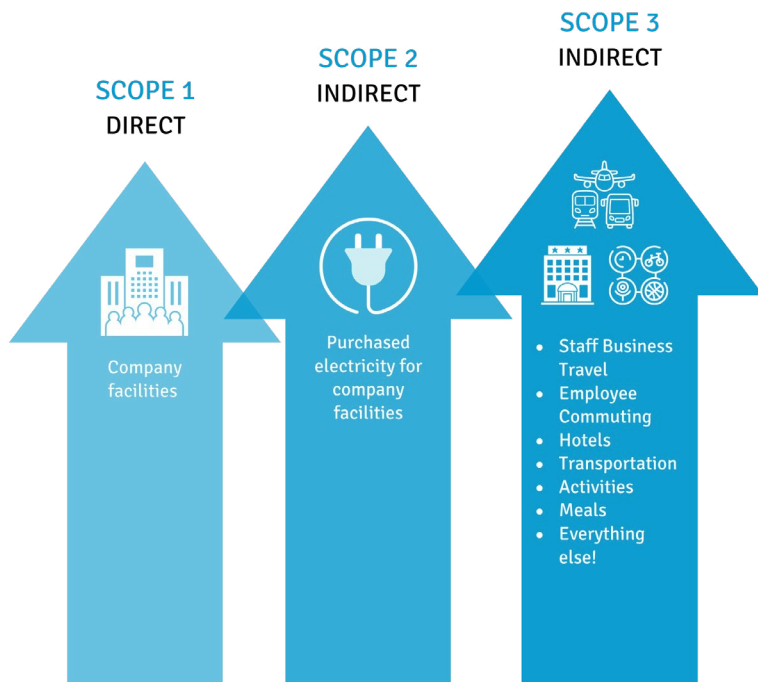 SCOPE 1
DIRECT
Company
facilities
SCOPE 2
INDIRECT
Purchased
electricity for
company
facilities
SCOPE 3
INDIRECT
• Staff Business
Travel
• Employee
Commuting
• Hotels
• Transportation
• Activities
• Meals
• Everything
else!